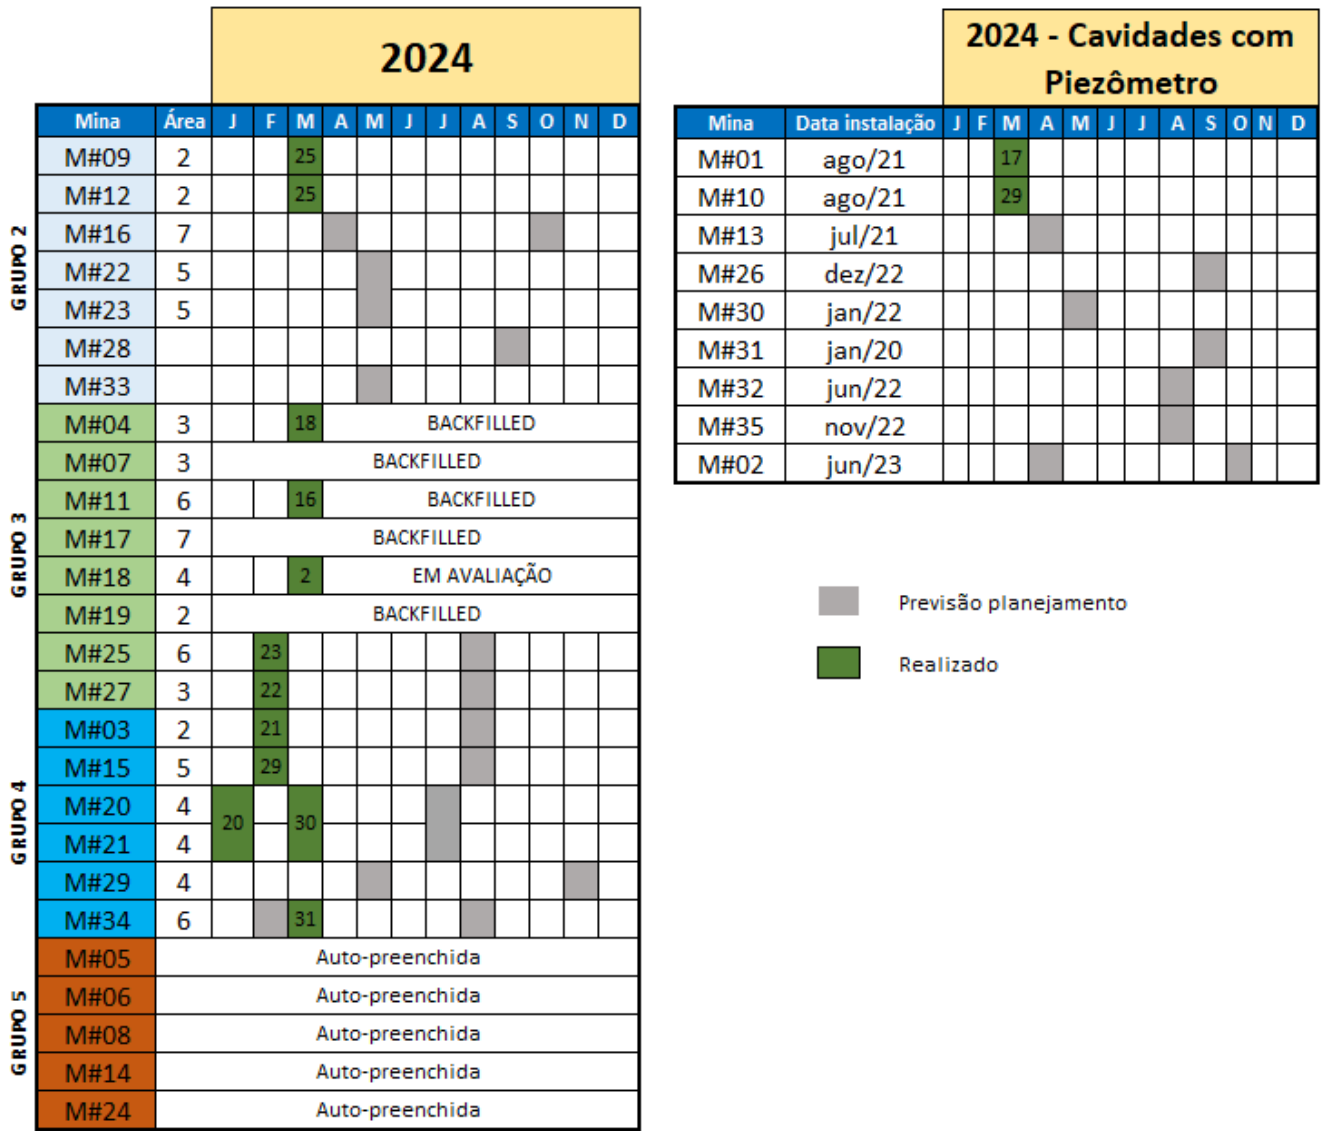 2024
Mina Área J F M A M J J A S O N D
GRUPO 2
M#09 2 25
M#12 2 25
M#16 7
M#22 5
M#23 5
M#28
M#33
GRUPO 3
M#04 3 18 BACKFILLED
M#07 3 BACKFILLED
M#11 6 16 BACKFILLED
M#17 7 BACKFILLED
M#18 4 2 EM AVALIAÇÃO
M#19 2 BACKFILLED
M#25 6 23
M#27 3 22
GRUPO 4
M#03 2 21
M#15 5 29
M#20 4 20 30
M#21 4
M#29 4
M#34 6 31
GRUPO 5
M#05 Auto-preenchida
M#06 Auto-preenchida
M#08 Auto-preenchida
M#14 Auto-preenchida
M#24 Auto-preenchida
2024 - Cavidades com
Piezômetro
Mina Data instalação J F M A M J J A S O N D
M#01 ago/21 17
M#10 ago/21 29
M#13 jul/21
M#26 dez/22
M#30 jan/22
M#31 jan/20
M#32 jun/22
M#35 nov/22
M#02 jun/23
Previsão planejamento
Realizado